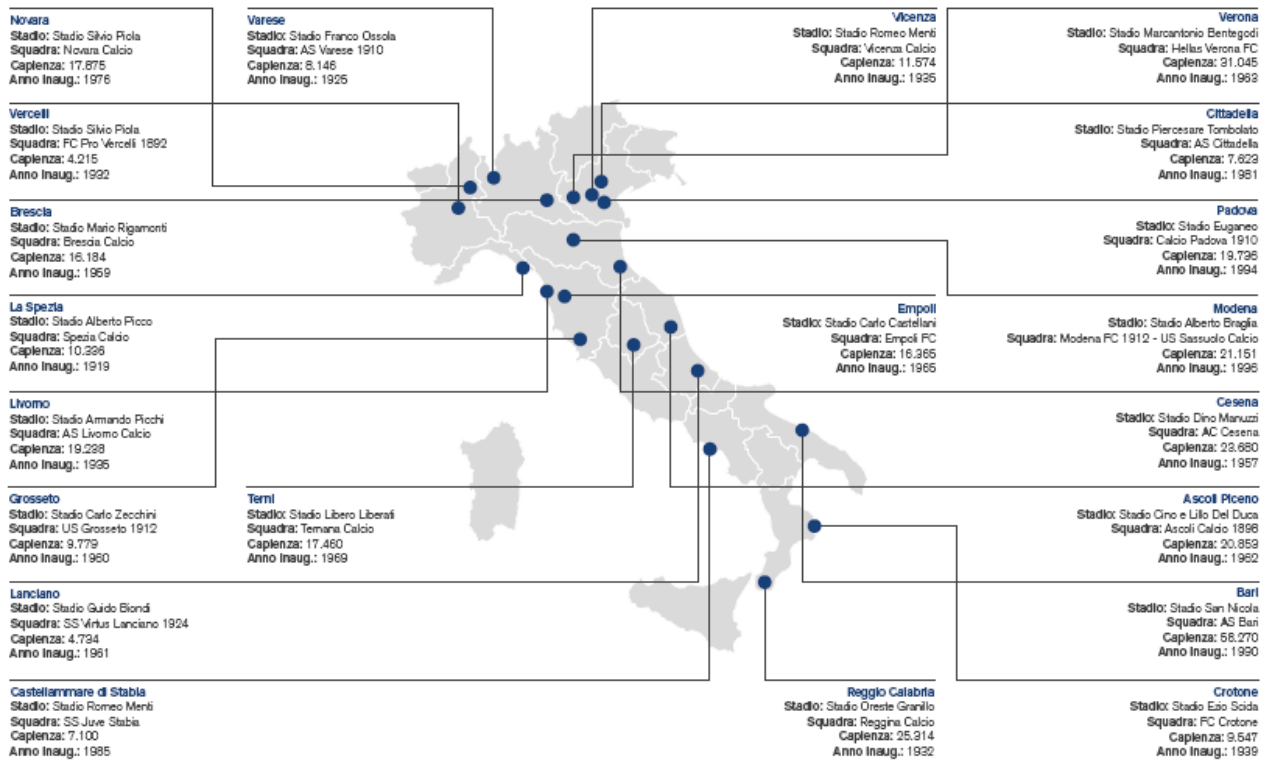 Novara
Stadio: Stadio Silvio Piola
Squadra: Novara Calcio
Capienza: 17.875
Anno Inaug.: 1976
Varese
Stadio: Stadio Franco Ossola
Squadra: AS Varese 1910
Capienza: 8.146
Anno Inaug.: 1925
Vicenza
Stadio: Stadio Romeo Menti
Squadra: Vicenza Calcio
Capienza: 11.574
Anno Inaug.: 1935
Verona
Stadio: Stadio Marcantonio Bentegodi
Squadra: Hellas Verona FC
Capienza: 31.045
Anno Inaug.: 1963
Vercelli
Stadio: Stadio Silvio Piola
Squadra: FC Pro Vercelli 1892
Capienza: 4.215
Anno Inaug.: 1932
Cittadella
Stadio: Stadio Piercesare Tombolato
Squadra: AS Cittadella
Capienza: 7.623
Anno Inaug.: 1981
Brescia
Stadio: Stadio Mario Rigamonti
Squadra: Brescia Calcio
Capienza: 16.184
Anno Inaug.: 1959
Padova
Stadio: Stadio Euganeo
Squadra: Calcio Padova 1910
Capienza: 19.736
Anno Inaug.: 1994
La Spezia
Stadio: Stadio Alberto Picco
Squadra: Spezia Calcio
Capienza: 10.336
Anno Inaug.: 1919
Empoli
Stadio: Stadio Carlo Castellani
Squadra: Empoli FC
Capienza: 16.365
Anno Inaug.: 1965
Modena
Stadio: Stadio Alberto Braglia
Squadra: Modena FC 1912 - US Sassuolo Calcio
Capienza: 21.151
Anno Inaug.: 1936
Livorno
Stadio: Stadio Armando Picchi
Squadra: AS Livorno Calcio
Capienza: 19.238
Anno Inaug.: 1935
Cesena
Stadio: Stadio Dino Manuzzi
Squadra: AC Cesena
Capienza: 23.860
Anno Inaug.: 1957
Grosseto
Stadio: Stadio Carlo Zecchini
Squadra: US Grosseto 1912
Capienza: 9.779
Anno Inaug.: 1960
Terni
Stadio: Stadio Libero Liberati
Squadra: Ternana Calcio
Capienza: 17.460
Anno Inaug.: 1969
Ascoli Piceno
Stadio: Stadio Cino e Lillo Del Duca
Squadra: Ascoli Calcio 1898
Capienza: 20.853
Anno Inaug.: 1962
Lanciano
Stadio: Stadio Guido Biondi
Squadra: SS Virtus Lanciano 1924
Capienza: 4.734
Anno Inaug.: 1961
Bari
Stadio: Stadio San Nicola
Squadra: AS Bari
Capienza: 58.270
Anno Inaug.: 1990
Castellammare di Stabia
Stadio: Stadio Romeo Menti
Squadra: SS Juve Stabia
Capienza: 7.100
Anno Inaug.: 1985
Reggio Calabria
Stadio: Stadio Oreste Granillo
Squadra: Reggina Calcio
Capienza: 25.314
Anno Inaug.: 1932
Crotone
Stadio: Stadio Ezio Scida
Squadra: FC Crotone
Capienza: 9.547
Anno Inaug.: 1939